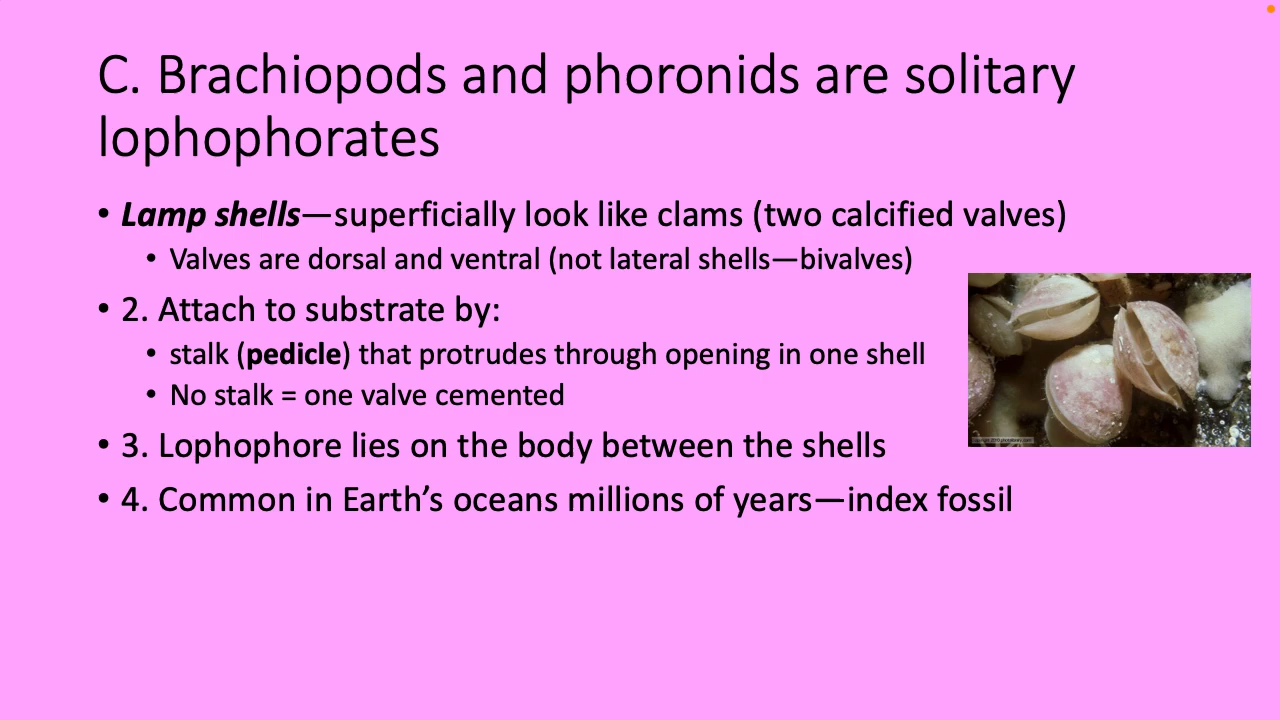 C. Brachiopods and phoronids are solitary
lophophorates
• Lamp shells—superficially look like clams (two calcified valves)
• Valves are dorsal and ventral (not lateral shells—bivalves)
• 2. Attach to substrate by:
• stalk (pedicle) that protrudes through opening in one shell
• No stalk = one valve cemented
• 3. Lophophore lies on the body between the shells
• 4. Common in Earth’s oceans millions of years—index fossil